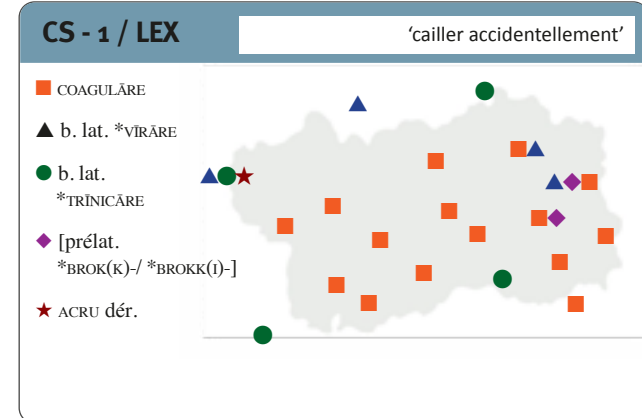 CS - 1 / LEX
‘cailler accidentellement’
COAGULĀRE
b. lat. *VĪRĀRE
b. lat.
*TRĪNICĀRE
[prélat.
*BROK(K)-/ *BROKK(I)-]
ACRU dér.